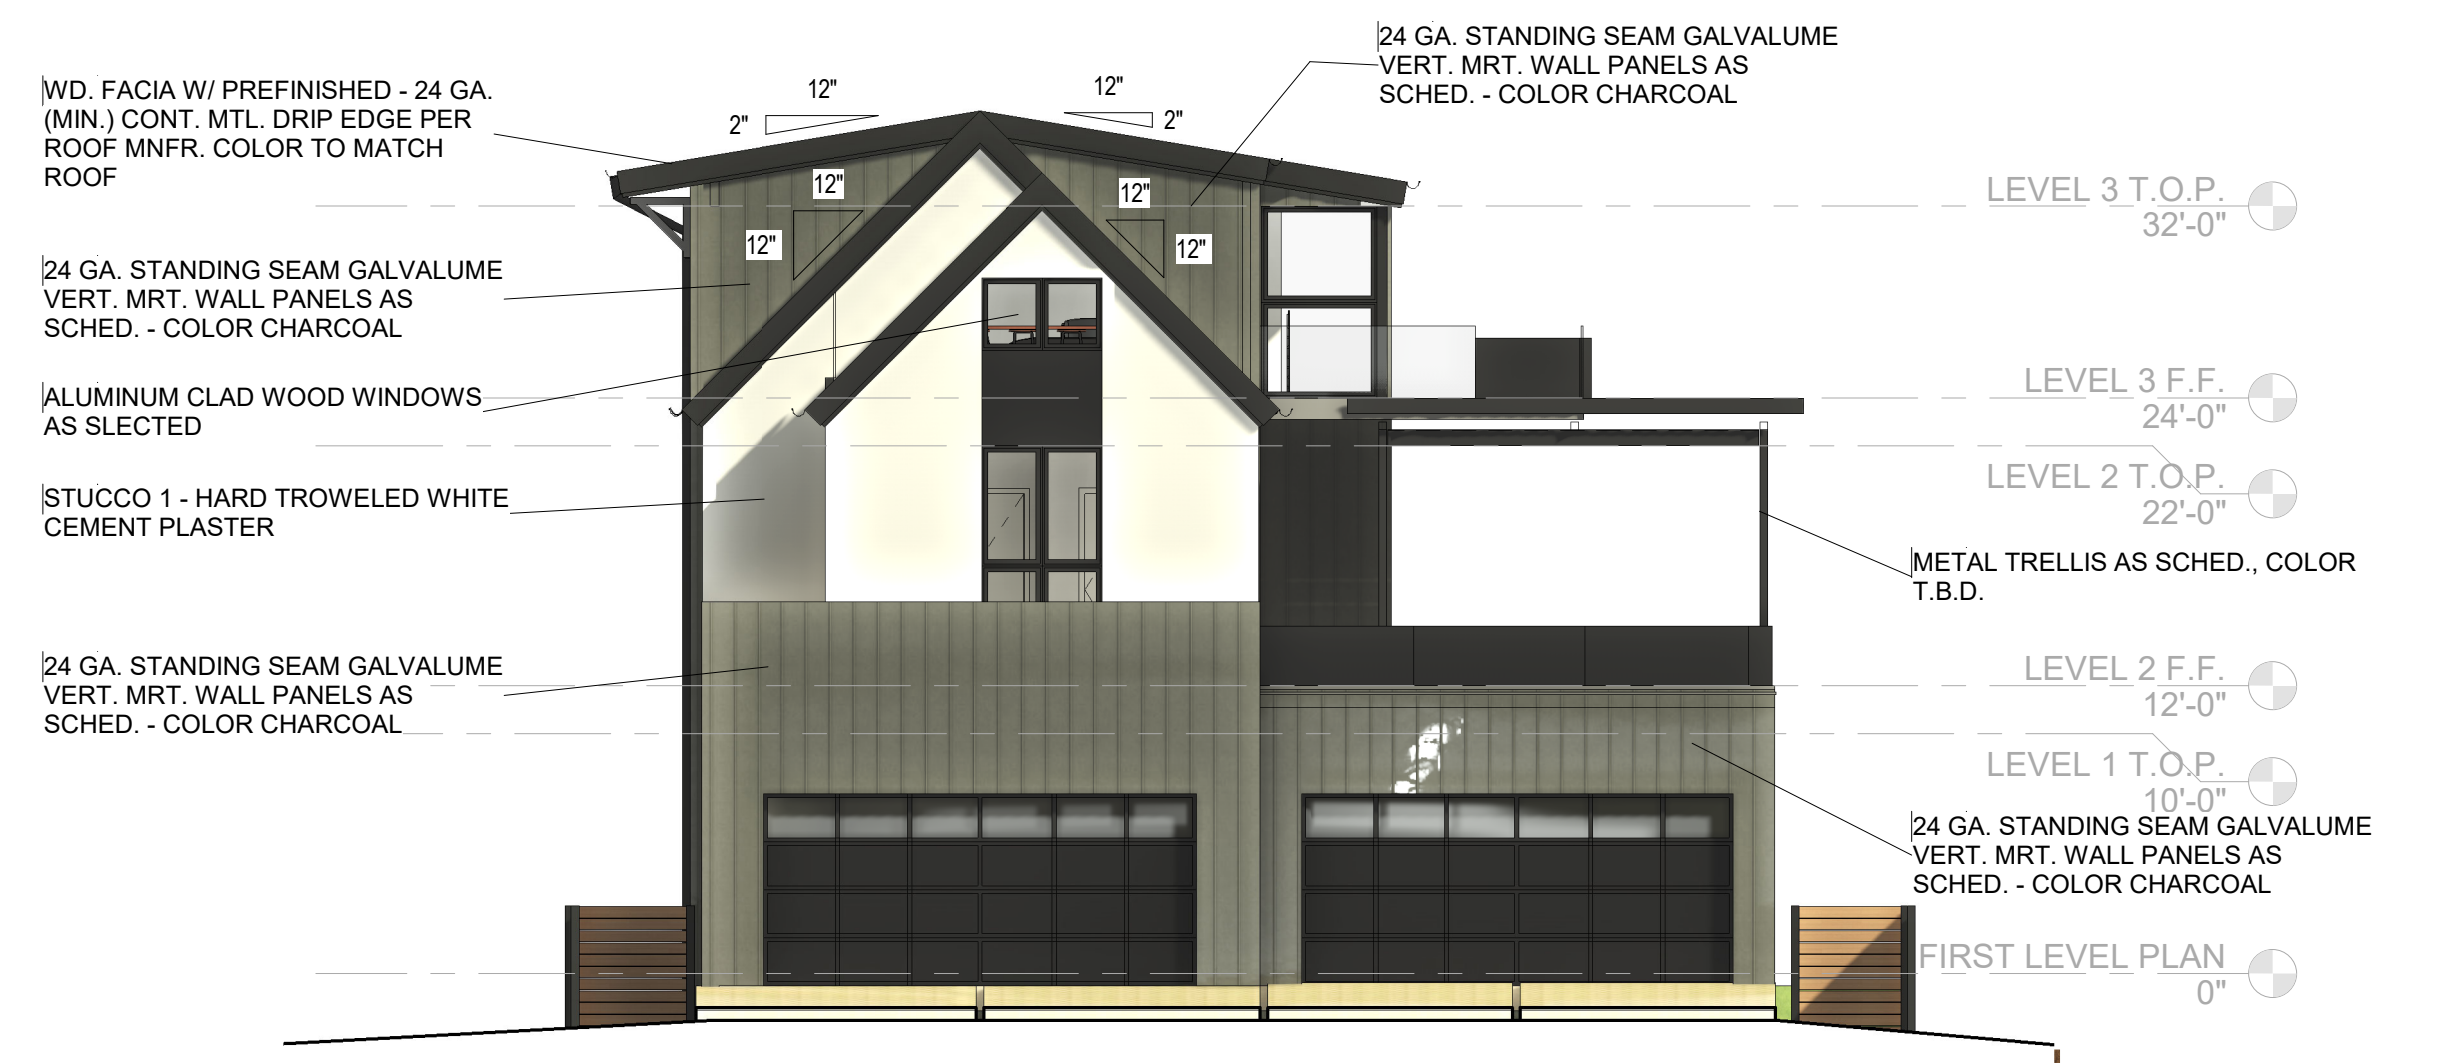 24 GA. STANDING SEAM GALVALUME
VERT. MRT. WALL PANELS AS
SCHED. - COLOR CHARCOAL
WD. FACIA W/ PREFINISHED - 24 GA.
(MIN.) CONT. MTL. DRIP EDGE PER
ROOF MNFR. COLOR TO MATCH
ROOF
12"
2"
12"
2"
12"
12"
12"
12"
LEVEL 3 T.O.P.
32'-0"
24 GA. STANDING SEAM GALVALUME
VERT. MRT. WALL PANELS AS
SCHED. - COLOR CHARCOAL
ALUMINUM CLAD WOOD WINDOWS
AS SLECTED
LEVEL 3 F.F.
24'-0"
STUCCO 1 - HARD TROWELED WHITE
CEMENT PLASTER
LEVEL 2 T.O.P.
22'-0"
METAL TRELLIS AS SCHED., COLOR
T.B.D.
24 GA. STANDING SEAM GALVALUME
VERT. MRT. WALL PANELS AS
SCHED. - COLOR CHARCOAL
LEVEL 2 F.F.
12'-0"
LEVEL 1 T.O.P.
10'-0"
24 GA. STANDING SEAM GALVALUME
VERT. MRT. WALL PANELS AS
SCHED. - COLOR CHARCOAL
FIRST LEVEL PLAN
0"